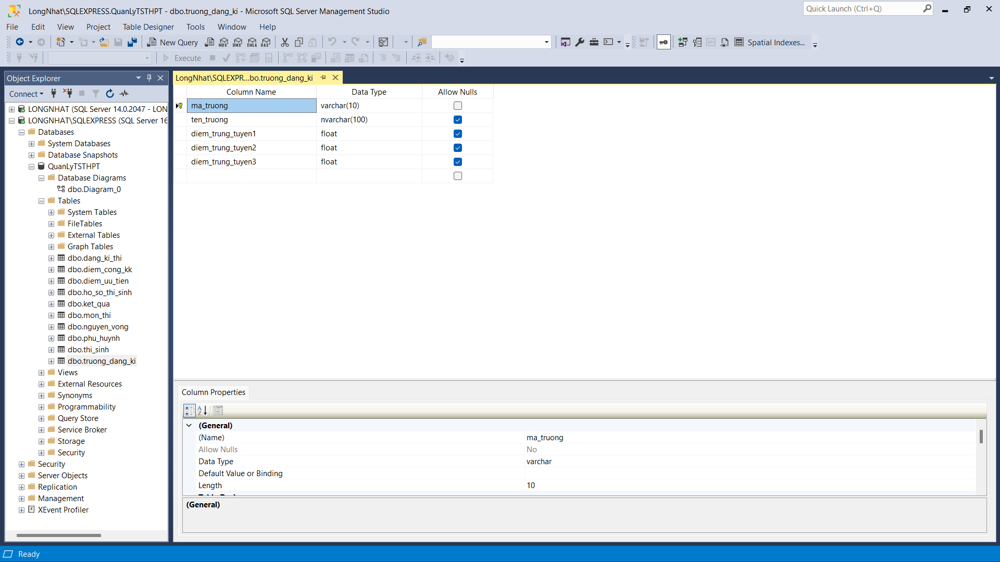 LongNhat\SQLEXPRESS.QuanLyTSTHPT - dbo.truong_dang_ki - Microsoft SQL Server Management Studio
Quick Launch (Ctrl+Q)
File Edit View Project Table Designer Tools Window Help
New Query MDX DMX XMLA DAX Spatial Indexes...
Execute
Object Explorer
Connect
LONGNHAT (SQL Server 14.0.2047 - LON
LONGNHAT\SQLEXPRESS (SQL Server 16
Databases
System Databases
Database Snapshots
QuanLyTSTHPT
Database Diagrams
dbo.Diagram_0
Tables
System Tables
FileTables
External Tables
Graph Tables
dbo.dang_ki_thi
dbo.diem_cong_kk
dbo.diem_uu_tien
dbo.ho_so_thi_sinh
dbo.ket_qua
dbo.mon_thi
dbo.nguyen_vong
dbo.phu_huynh
dbo.thi_sinh
dbo.truong_dang_ki
Views
External Resources
Synonyms
Programmability
Query Store
Service Broker
Storage
Security
Security
Server Objects
Replication
Management
XEvent Profiler
LongNhat\SQLEXPR...bo.truong_dang_ki
Column Name Data Type Allow Nulls
ma_truong varchar(10)
ten_truong nvarchar(100)
diem_trung_tuyen1 float
diem_trung_tuyen2 float
diem_trung_tuyen3 float
Column Properties
(General)
(Name) ma_truong
Allow Nulls No
Data Type varchar
Default Value or Binding
Length 10
(General)
Ready